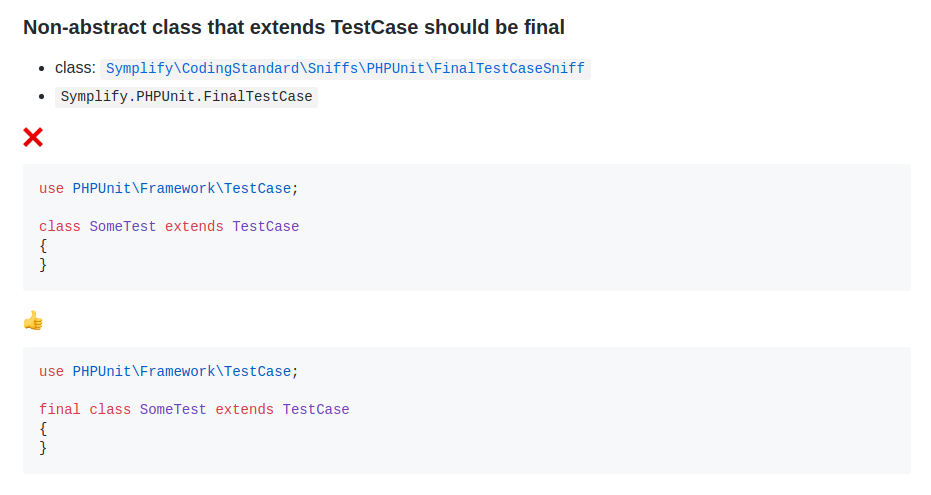 Non-abstract class that extends TestCase should be final
class: Symplify\CodingStandard\Sniffs\PHPUnit\FinalTestCaseSniff
Symplify.PHPUnit.FinalTestCase
use PHPUnit\Framework\TestCase;
class SomeTest extends TestCase
{
}
use PHPUnit\Framework\TestCase;
final class SomeTest extends TestCase
{
}